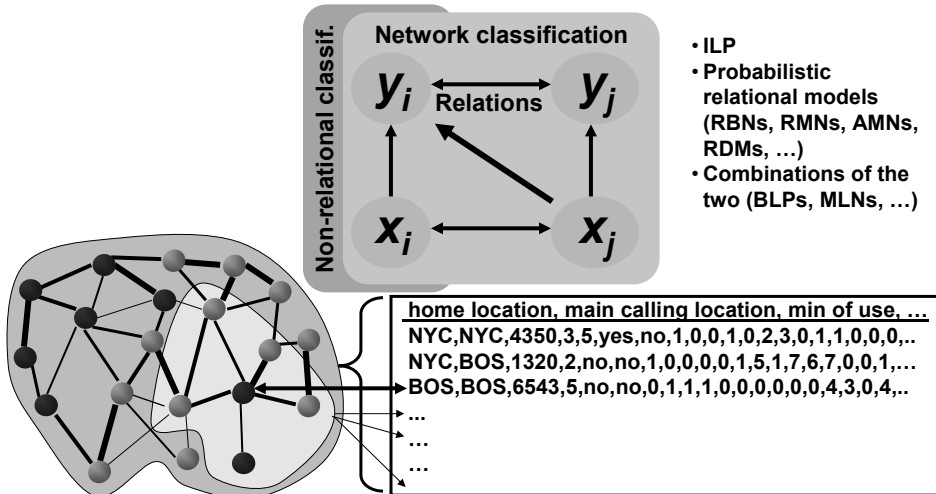 Non-relational classif.
Network classification
yi
yj
Relations
xi
xj
• ILP
• Probabilistic
relational models
(RBNs, RMNs, AMNs,
RDMs, …)
• Combinations of the
two (BLPs, MLNs, …)
home location, main calling location, min of use, …
NYC,NYC,4350,3,5,yes,no,1,0,0,1,0,2,3,0,1,1,0,0,0,..
NYC,BOS,1320,2,no,no,1,0,0,0,0,1,5,1,7,6,7,0,0,1,…
BOS,BOS,6543,5,no,no,0,1,1,1,0,0,0,0,0,0,4,3,0,4,..
…
…
…